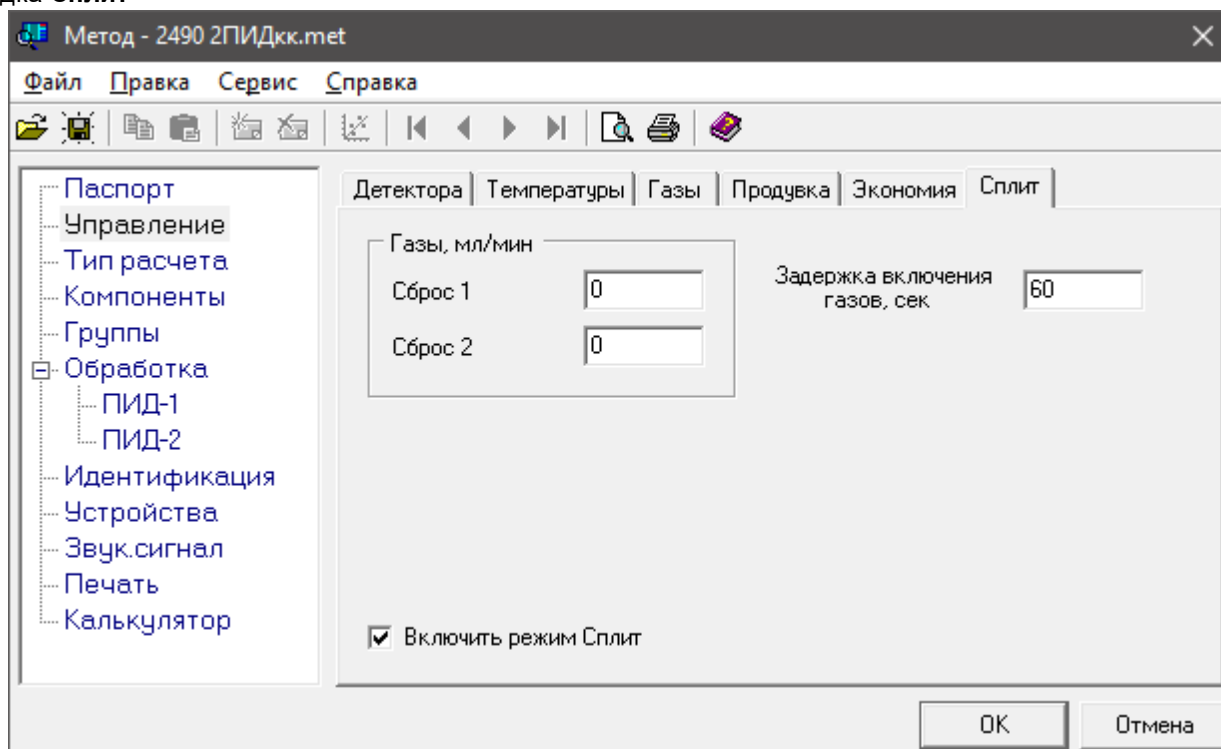 Сплит
Метод - 2490 2ПИДкк.met
Файл Правка Сервис Справка
Паспорт
Управление
Тип расчета
Компоненты
Группы
Обработка
ПИД-1
ПИД-2
Идентификация
Устройства
Звук.сигнал
Печать
Калькулятор
Детектора Температуры Газы Продувка Экономия Сплит
Газы, мл/мин
Сброс 1 0
Сброс 2 0
Задержка включения
газов, сек 60
Включить режим Сплит
OK Отмена